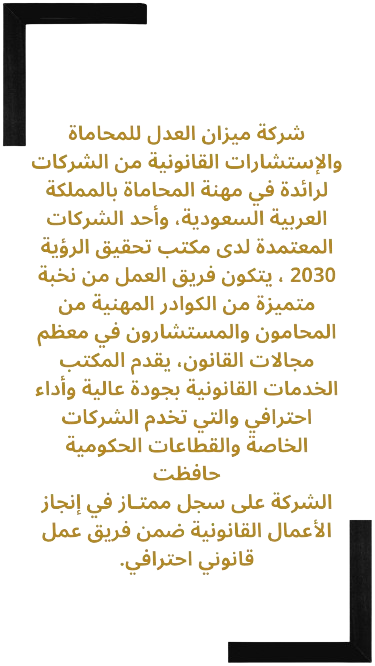 شركة ميزان العدل للمحاماة
والإستشارات القانونية من الشركات
لرائدة في مهنة المحاماة بالمملكة
العربية السعودية، وأحد الشركات
المعتمدة لدى مكتب تحقيق الرؤية
2030 ، يتكون فريق العمل من نخبة
متميزة من الكوادر المهنية من
المحامون والمستشارون في معظم
مجالات القانون، يقدم المكتب
الخدمات القانونية بجودة عالية وأداء
احترافي والتي تخدم الشركات
الخاصة والقطاعات الحكومية
حافظت
الشركة على سجل ممتـاز في إنجاز
الأعمال القانونية ضمن فريق عمل
قانوني احترافي.